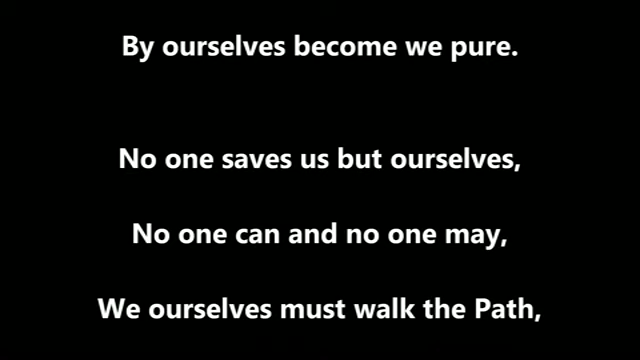 By ourselves become we pure.
No one saves us but ourselves,
No one can and no one may,
We ourselves must walk the Path,